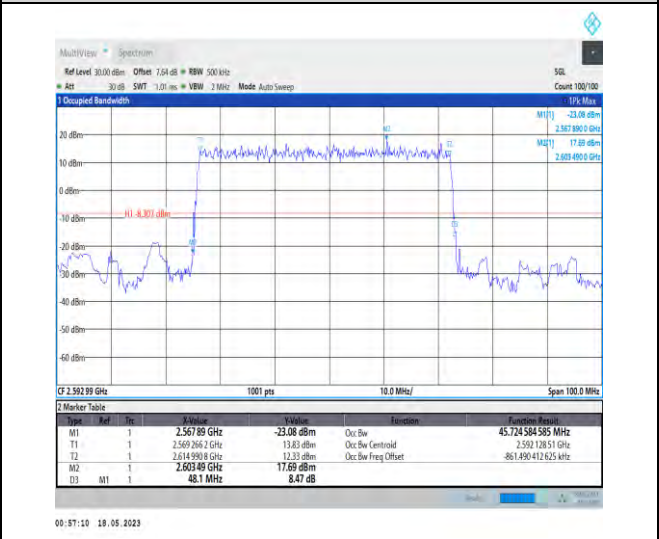 MultiView Spectrum
Ref Level 30.00 dBm Offset 7.64 dB RBW 500 kHz SGL
Att 30 dB SWT 1.01 ms VBW 2 MHz Mode Auto Sweep Count 100/100
1 Occupied Bandwidth 1Pk Max
M1[1] -23.08 dBm
2.567 890 0 GHz
20 dBm M2[1] 17.69 dBm
2.603 490 0 GHz
T1 M2 T2
10 dBm
0 dBm
-10 dBm H1 -8.303 dBm
D3
-20 dBm M1
-30 dBm
-40 dBm
-50 dBm
-60 dBm
CF 2.592 99 GHz 1001 pts 10.0 MHz/ Span 100.0 MHz
2 Marker Table
Type Ref Trc X-Value Y-Value Function Function Result
M1 1 2.567 89 GHz -23.08 dBm Occ Bw 45.724 584 585 MHz
T1 1 2.569 266 2 GHz 13.83 dBm Occ Bw Centroid 2.592 128 51 GHz
T2 1 2.614 990 8 GHz 12.33 dBm Occ Bw Freq Offset -861.490 412 625 kHz
M2 1 2.603 49 GHz 17.69 dBm
D3 M1 1 48.1 MHz 8.47 dB
00:57:10 18.05.2023